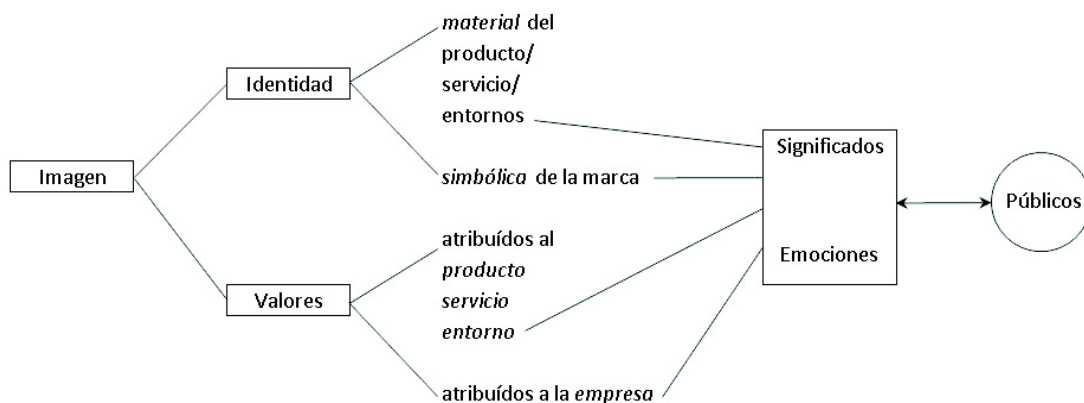 Imagen
Identidad
material del
producto/
servicio/
entornos
simbólica de la marca
Valores
atribuídos al
producto
servicio
entorno
atribuídos a la empresa
Significados
Emociones
Públicos